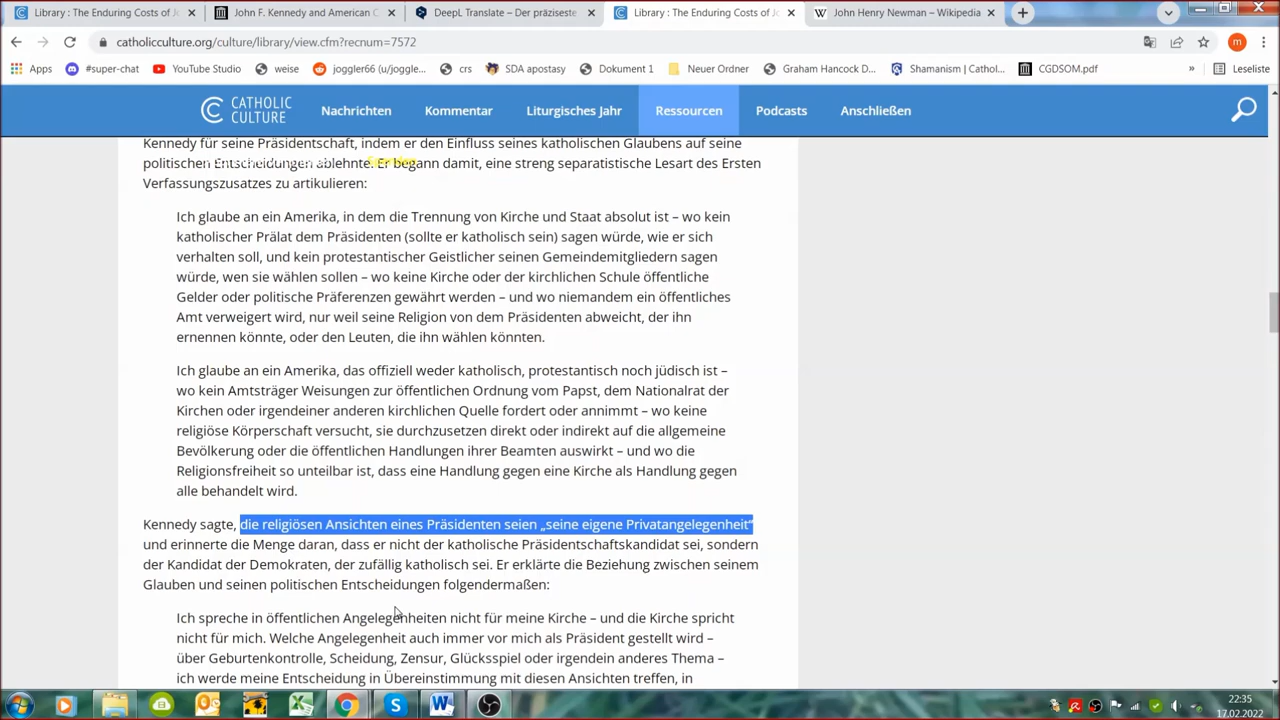 Library : The Enduring Costs of Jo
John F. Kennedy and American C
DeepL Translate – Der präziseste
Library : The Enduring Costs of Jo
John Henry Newman – Wikipedia
catholicculture.org/culture/library/view.cfm?recnum=7572
Apps
#super-chat
YouTube Studio
weise
joggler66 (u/joggle...
crs
SDA apostasy
Dokument 1
Neuer Ordner
Graham Hancock D...
Shamanism | Cathol...
CGDSOM.pdf
»
Leseliste
CATHOLIC
CULTURE
Nachrichten
Kommentar
Liturgisches Jahr
Ressourcen
Podcasts
Anschließen
Kennedy für seine Präsidentschaft, indem er den Einfluss seines katholischen Glaubens auf seine
politischen Entscheidungen ablehnte. Er begann damit, eine streng separatistische Lesart des Ersten
Verfassungszusatzes zu artikulieren:
Ich glaube an ein Amerika, in dem die Trennung von Kirche und Staat absolut ist – wo kein
katholischer Prälat dem Präsidenten (sollte er katholisch sein) sagen würde, wie er sich
verhalten soll, und kein protestantischer Geistlicher seinen Gemeindemitgliedern sagen
würde, wen sie wählen sollen – wo keine Kirche oder der kirchlichen Schule öffentliche
Gelder oder politische Präferenzen gewährt werden – und wo niemandem ein öffentliches
Amt verweigert wird, nur weil seine Religion von dem Präsidenten abweicht, der ihn
ernennen könnte, oder den Leuten, die ihn wählen könnten.
Ich glaube an ein Amerika, das offiziell weder katholisch, protestantisch noch jüdisch ist –
wo kein Amtsträger Weisungen zur öffentlichen Ordnung vom Papst, dem Nationalrat der
Kirchen oder irgendeiner anderen kirchlichen Quelle fordert oder annimmt – wo keine
religiöse Körperschaft versucht, sie durchzusetzen direkt oder indirekt auf die allgemeine
Bevölkerung oder die öffentlichen Handlungen ihrer Beamten auswirkt – und wo die
Religionsfreiheit so unteilbar ist, dass eine Handlung gegen eine Kirche als Handlung gegen
alle behandelt wird.
Kennedy sagte, die religiösen Ansichten eines Präsidenten seien „seine eigene Privatangelegenheit“
und erinnerte die Menge daran, dass er nicht der katholische Präsidentschaftskandidat sei, sondern
der Kandidat der Demokraten, der zufällig katholisch sei. Er erklärte die Beziehung zwischen seinem
Glauben und seinen politischen Entscheidungen folgendermaßen:
Ich spreche in öffentlichen Angelegenheiten nicht für meine Kirche – und die Kirche spricht
nicht für mich. Welche Angelegenheit auch immer vor mich als Präsident gestellt wird –
über Geburtenkontrolle, Scheidung, Zensur, Glücksspiel oder irgendein anderes Thema –
ich werde meine Entscheidung in Übereinstimmung mit diesen Ansichten treffen, in
22:35
17.02.2022